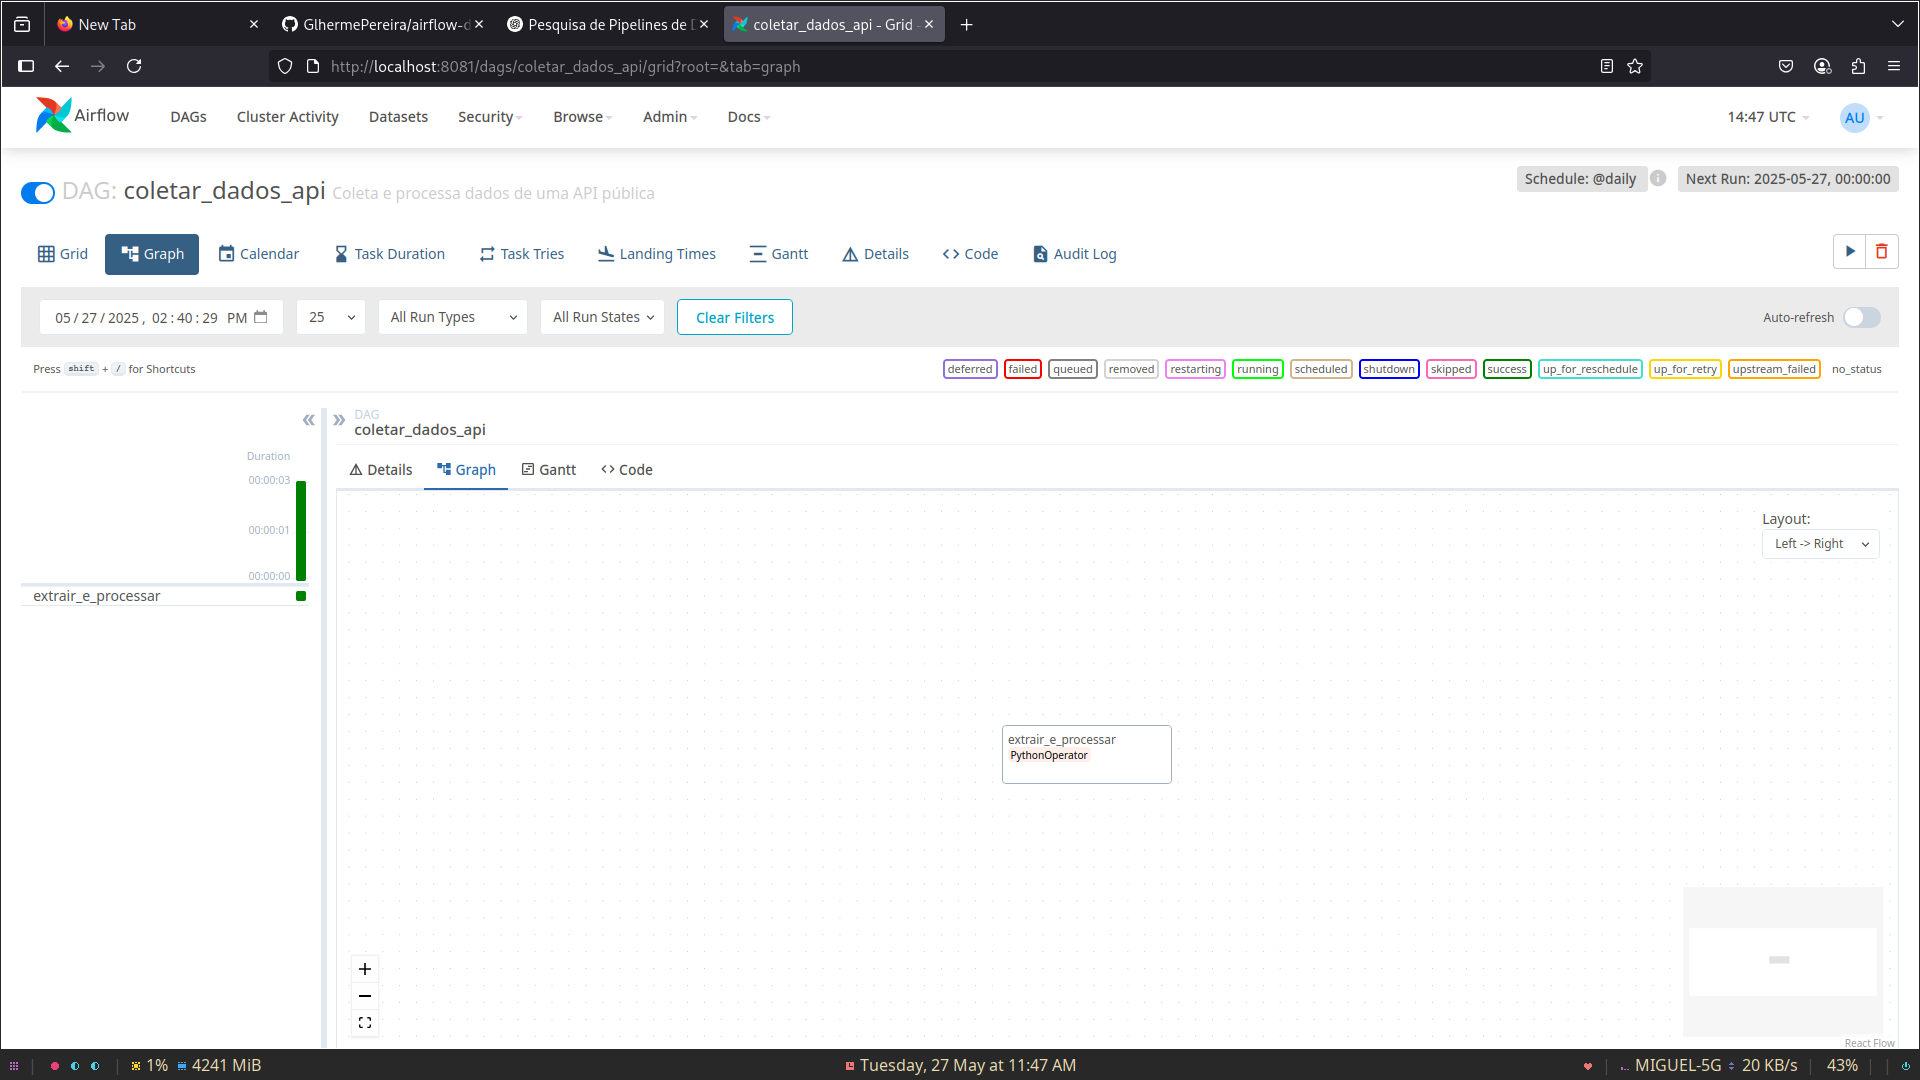 New Tab
GlhermePereira/airflow-d
Pesquisa de Pipelines de D
coletar_dados_api - Grid -
http://localhost:8081/dags/coletar_dados_api/grid?root=&tab=graph
Airflow DAGs Cluster Activity Datasets Security Browse Admin Docs 14:47 UTC AU
DAG: coletar_dados_api Coleta e processa dados de uma API pública
Schedule: @daily Next Run: 2025-05-27, 00:00:00
Grid Graph Calendar Task Duration Task Tries Landing Times Gantt Details Code Audit Log
05/27/2025, 02:40:29 PM 25 All Run Types All Run States Clear Filters Auto-refresh
Press shift + / for Shortcuts
deferred failed queued removed restarting running scheduled shutdown skipped success up_for_reschedule up_for_retry upstream_failed no_status
DAG
coletar_dados_api
Duration
00:00:03
00:00:01
00:00:00
extrair_e_processar
Details Graph Gantt Code
Layout:
Left -> Right
extrair_e_processar
PythonOperator
React Flow
1% 4241 MiB Tuesday, 27 May at 11:47 AM MIGUEL-5G 20 KB/s 43%